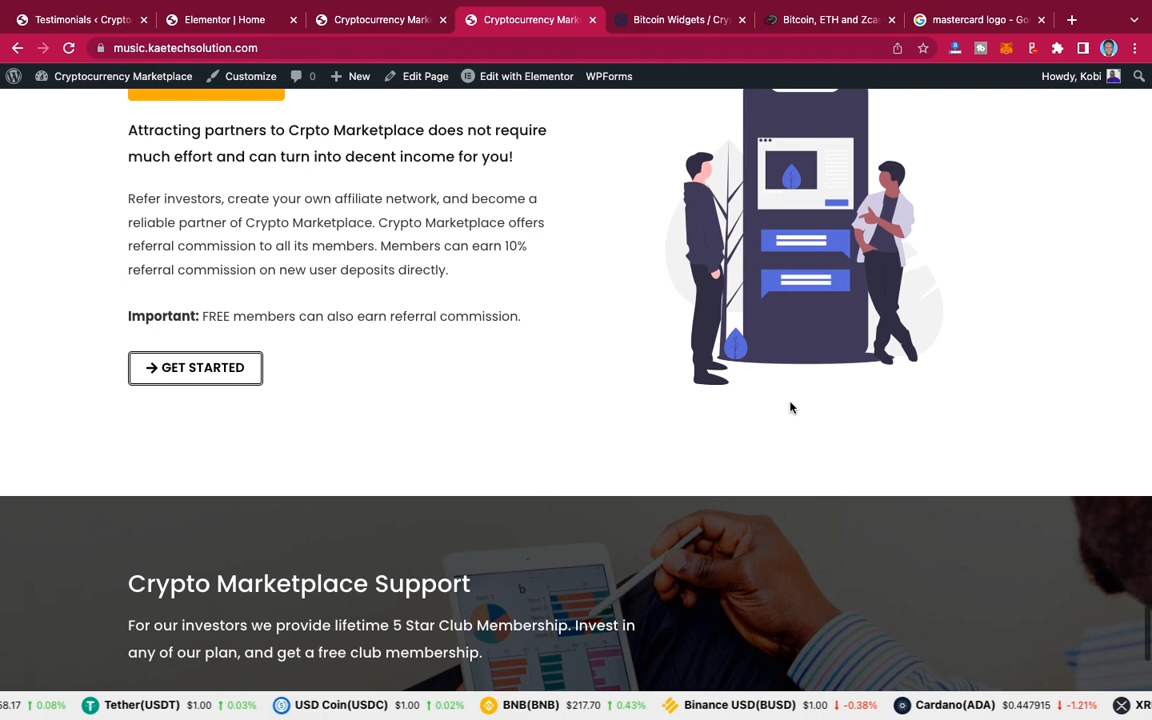 Testimonials ‹ Crypto
Elementor | Home
Cryptocurrency Mark
Cryptocurrency Mark
Bitcoin Widgets / Cry
Bitcoin, ETH and Zca
mastercard logo - Go
music.kaetechsolution.com
Cryptocurrency Marketplace
Customize
0
New
Edit Page
Edit with Elementor
WPForms
Howdy, Kobi
Attracting partners to Crpto Marketplace does not require
much effort and can turn into decent income for you!
Refer investors, create your own affiliate network, and become a
reliable partner of Crypto Marketplace. Crypto Marketplace offers
referral commission to all its members. Members can earn 10%
referral commission on new user deposits directly.
Important: FREE members can also earn referral commission.
GET STARTED
Crypto Marketplace Support
For our investors we provide lifetime 5 Star Club Membership. Invest in
any of our plan, and get a free club membership.
58.17 ↑ 0.08% Tether(USDT) $1.00 ↑ 0.03% USD Coin(USDC) $1.00 ↑ 0.02% BNB(BNB) $217.70 ↑ 0.43% Binance USD(BUSD) $1.00 ↓ -0.38% Cardano(ADA) $0.447915 ↓ -1.21% XR